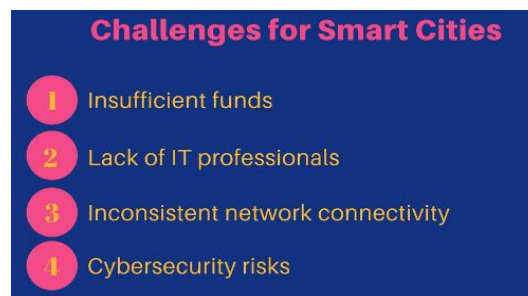 Challenges for Smart Cities
1 Insufficient funds
2 Lack of IT professionals
3 Inconsistent network connectivity
4 Cybersecurity risks